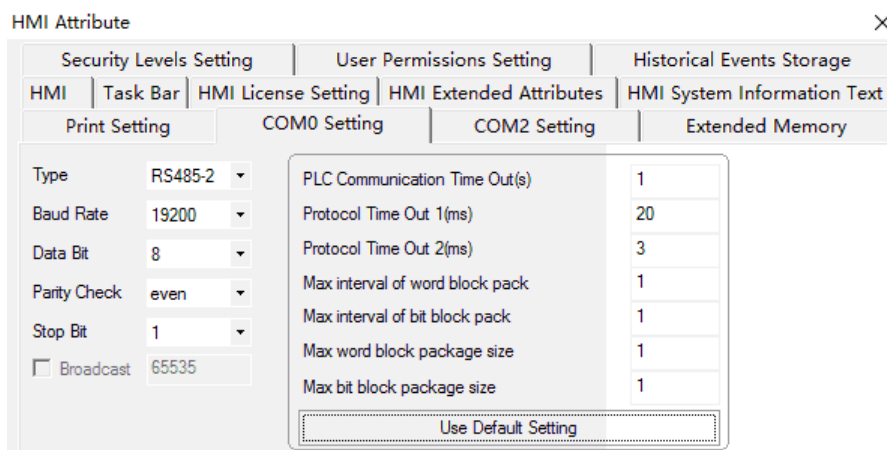 HMI Attribute
Security Levels Setting User Permissions Setting Historical Events Storage
HMI Task Bar HMI License Setting HMI Extended Attributes HMI System Information Text
Print Setting COM0 Setting COM2 Setting Extended Memory
Type RS485-2
Baud Rate 19200
Data Bit 8
Parity Check even
Stop Bit 1
Broadcast 65535
PLC Communication Time Out(s) 1
Protocol Time Out 1(ms) 20
Protocol Time Out 2(ms) 3
Max interval of word block pack 1
Max interval of bit block pack 1
Max word block package size 1
Max bit block package size 1
Use Default Setting